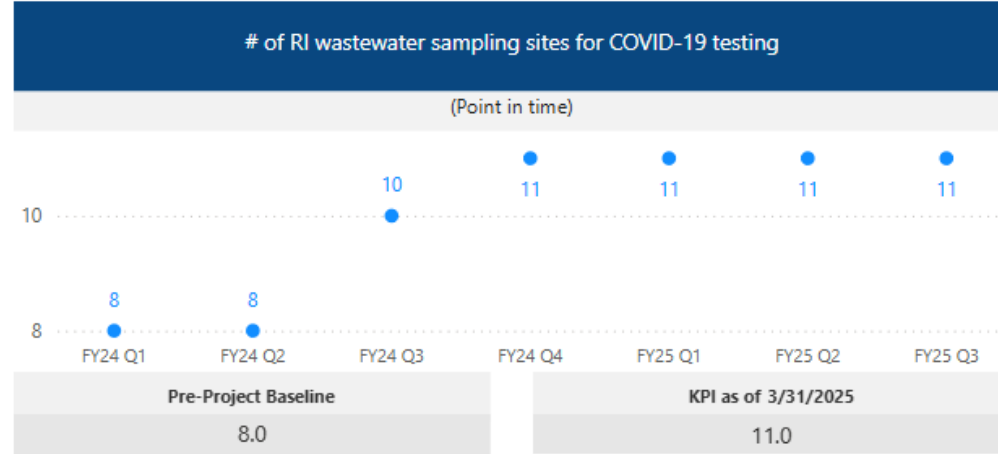 # of RI wastewater sampling sites for COVID-19 testing
(Point in time)
11 11 11 11
10
10
8 8
8
FY24 Q1 FY24 Q2 FY24 Q3 FY24 Q4 FY25 Q1 FY25 Q2 FY25 Q3
Pre-Project Baseline KPI as of 3/31/2025
8.0 11.0